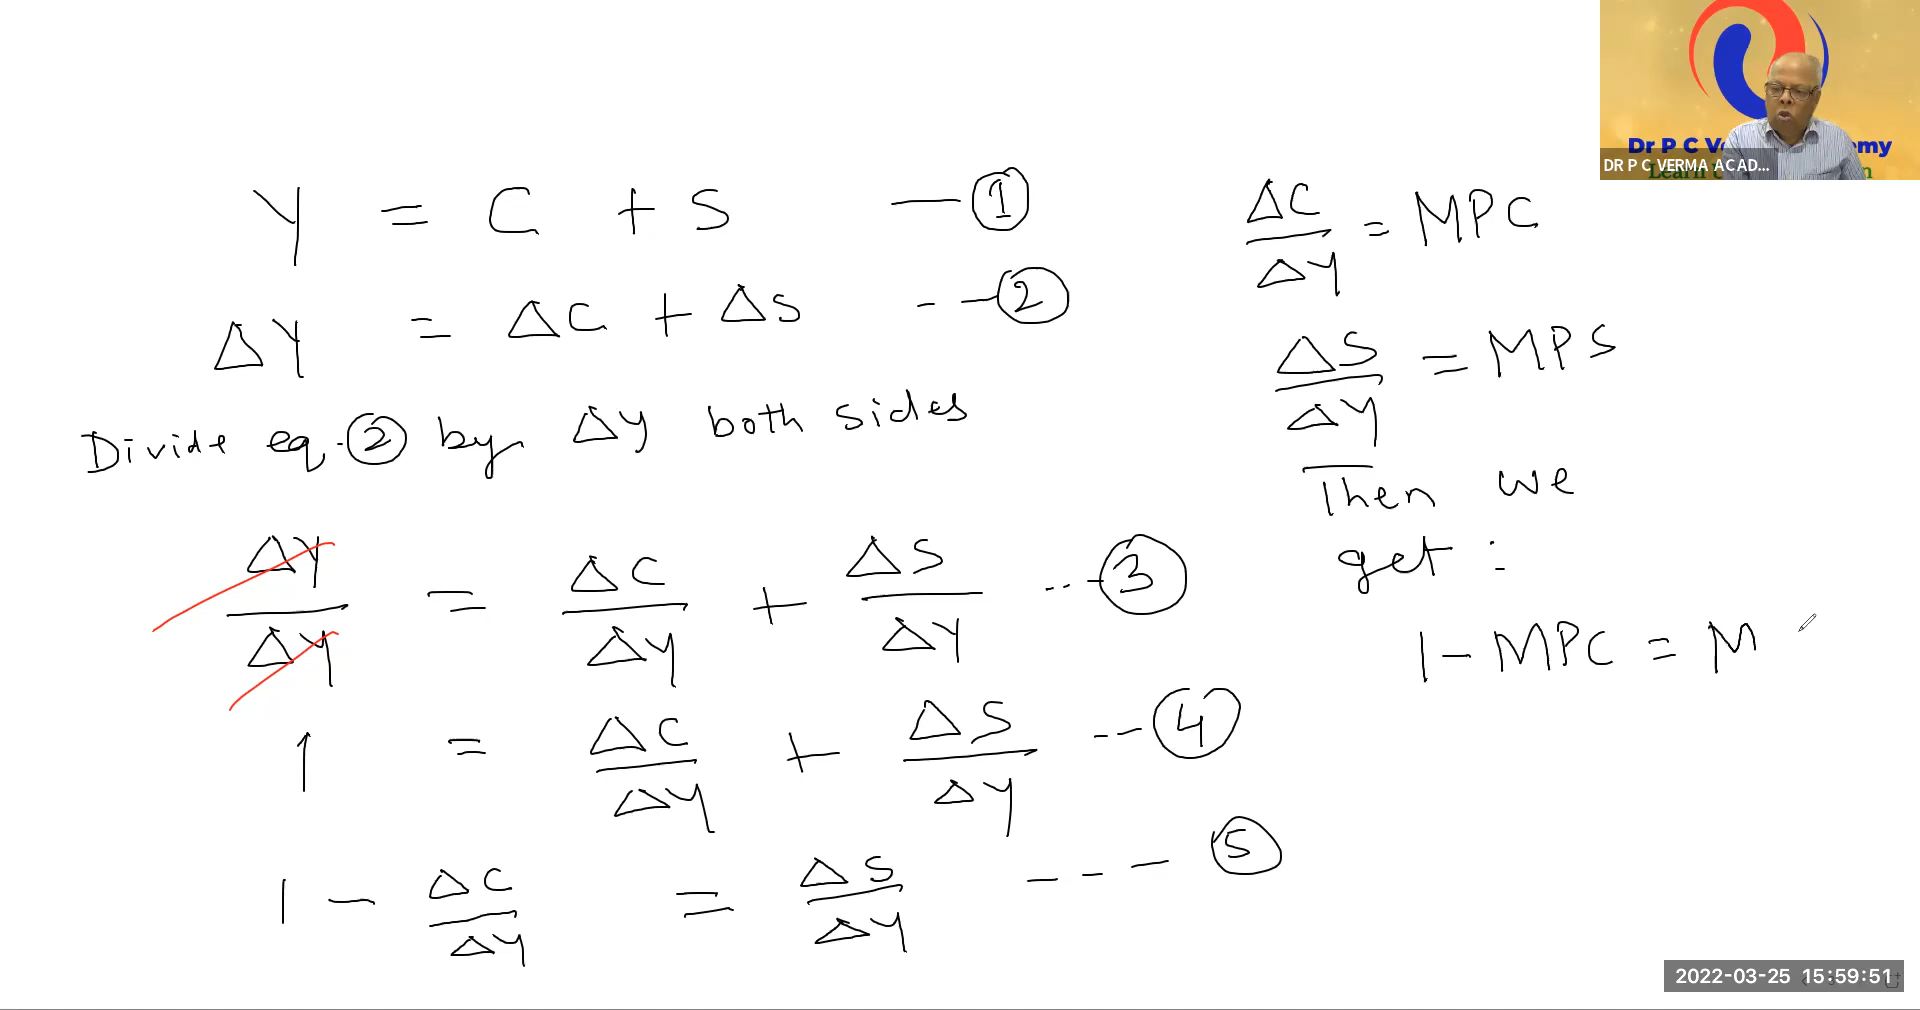 Y = C + S — ①
ΔY = ΔC + ΔS - - ②
Divide eq. ② by ΔY both sides
ΔY/ΔY = ΔC/ΔY + ΔS/ΔY --- ③
1 = ΔC/ΔY + ΔS/ΔY --- ④
1 - ΔC/ΔY = ΔS/ΔY --- ⑤
ΔC/ΔY = MPC
ΔS/ΔY = MPS
Then we
get :
1 - MPC = M
Dr P C V
emy
DR P C VERMA ACAD...
2022-03-25 15:59:51